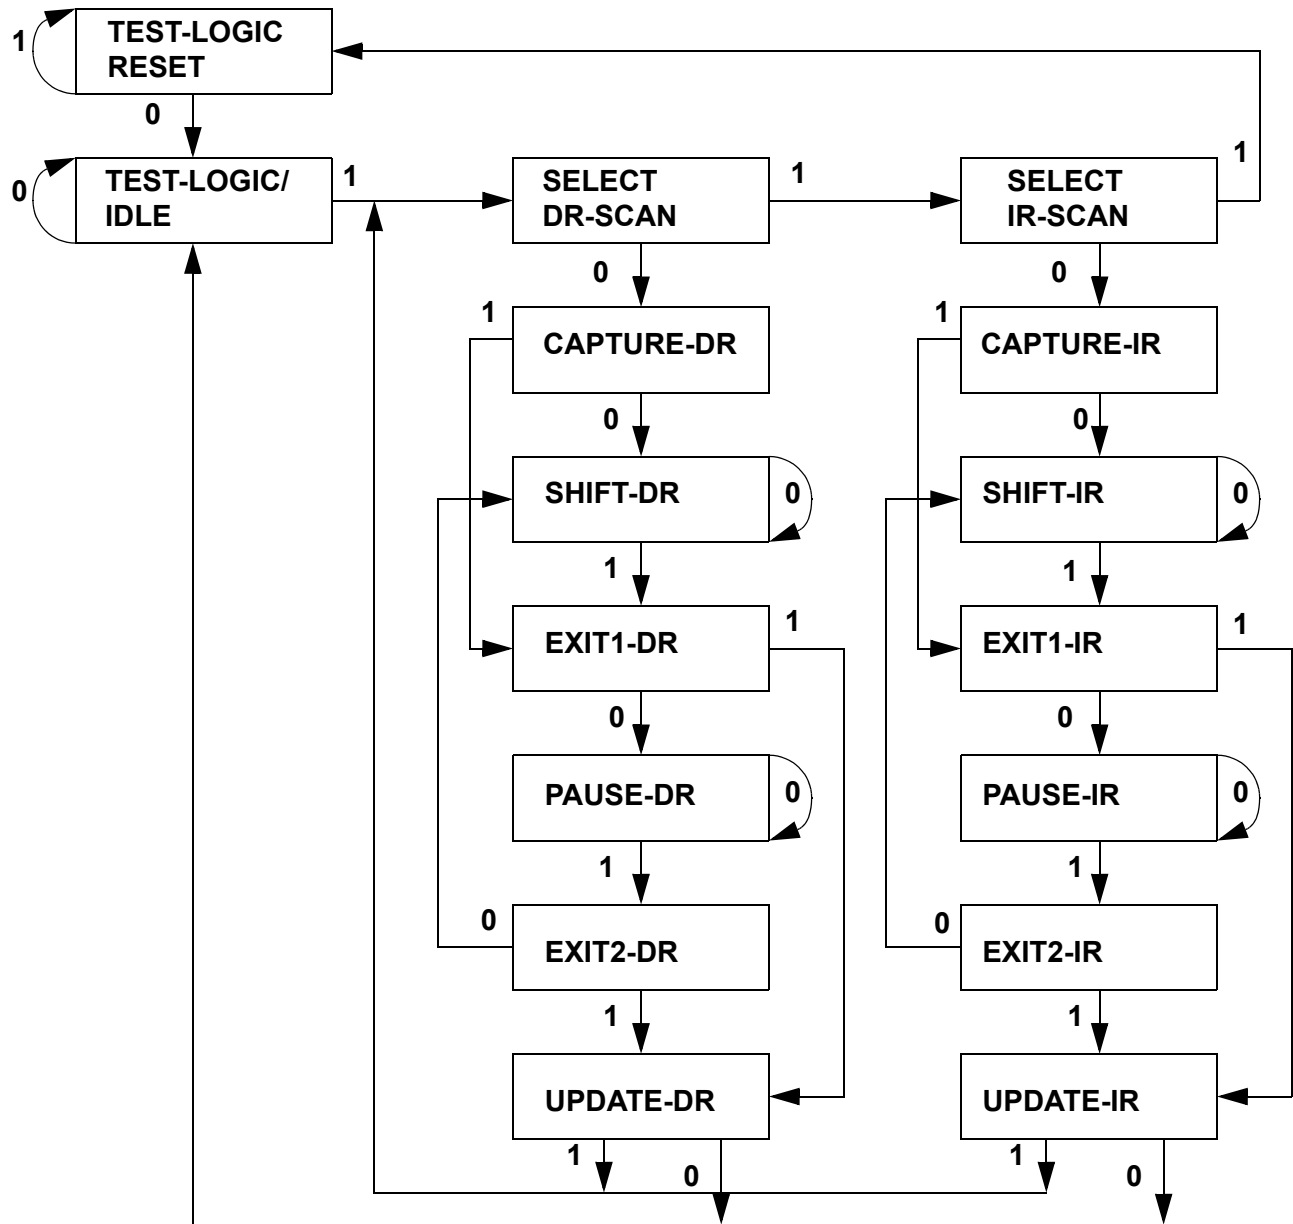 1
TEST-LOGIC
RESET
0
0
TEST-LOGIC/
IDLE
1
SELECT
DR-SCAN
1
SELECT
IR-SCAN
1
0
0
1
CAPTURE-DR
1
CAPTURE-IR
0
0
SHIFT-DR
0
SHIFT-IR
0
1
1
EXIT1-DR
1
EXIT1-IR
1
0
0
PAUSE-DR
0
PAUSE-IR
0
1
1
0
EXIT2-DR
0
EXIT2-IR
1
1
UPDATE-DR
UPDATE-IR
1
0
1
0